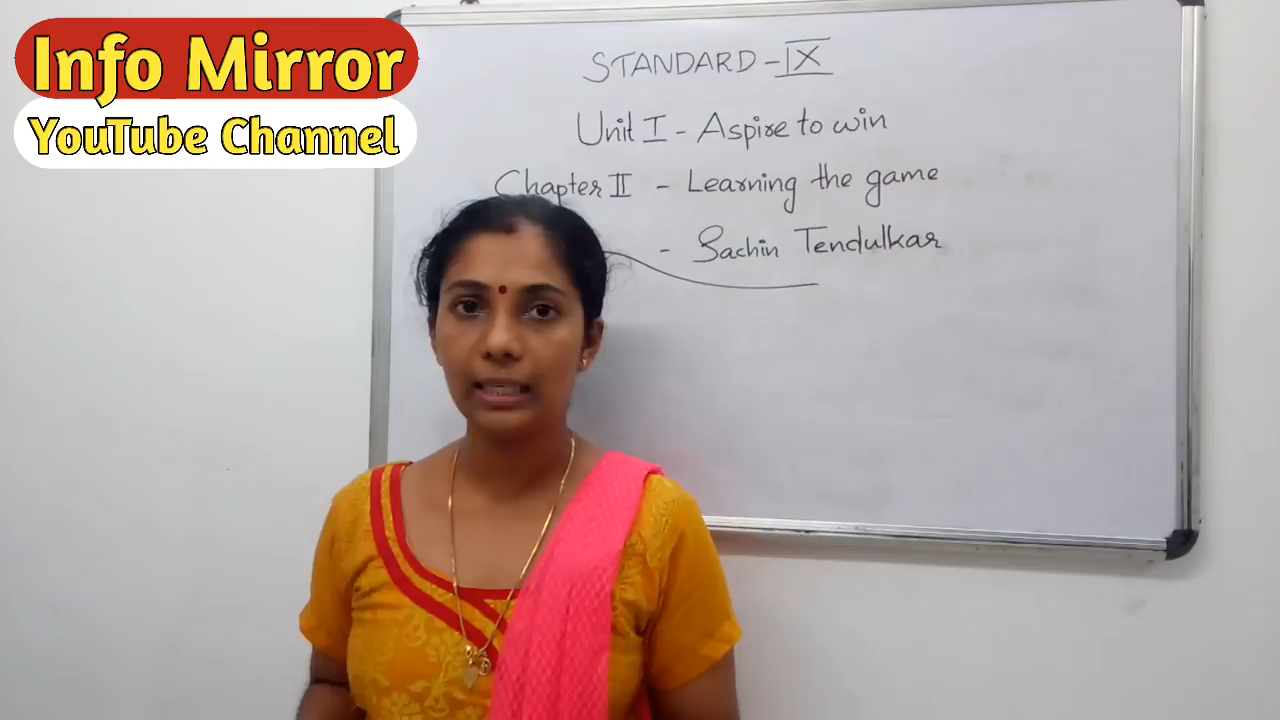 Info Mirror
YouTube Channel
STANDARD - IX
Unit I - Aspire to win
Chapter II - Learning the game
- Sachin Tendulkar